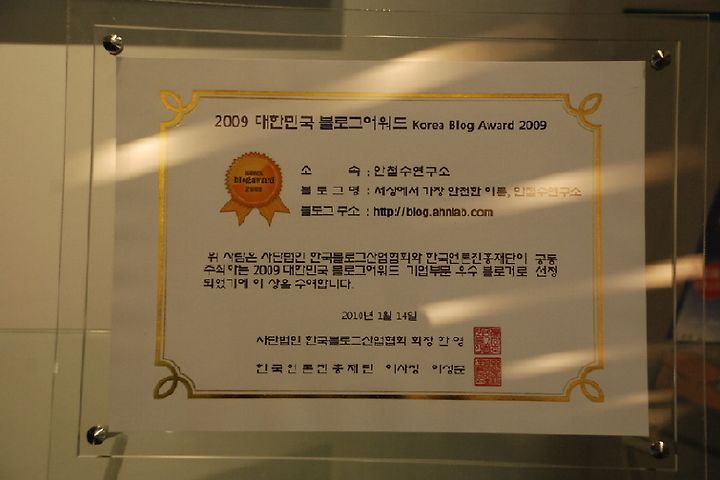 2009 대한민국 블로그어워드 Korea Blog Award 2009
KOREA
blog award
2009
소 속 : 안철수연구소
블로그명 : 세상에서 가장 안전한 이름, 안철수연구소
블로그주소 : http://blog.ahnlab.com
위 사람은 사단법인 한국블로그산업협회와 한국언론진흥재단이 공동
주최하는 2009 대한민국 블로그어워드 기업부문 우수 블로거로 선정
되었기에 이 상을 수여합니다.
2010년 1월 14일
사단법인 한국블로그산업협회 회장 한 영
한국언론진흥재단 이사장 이성준